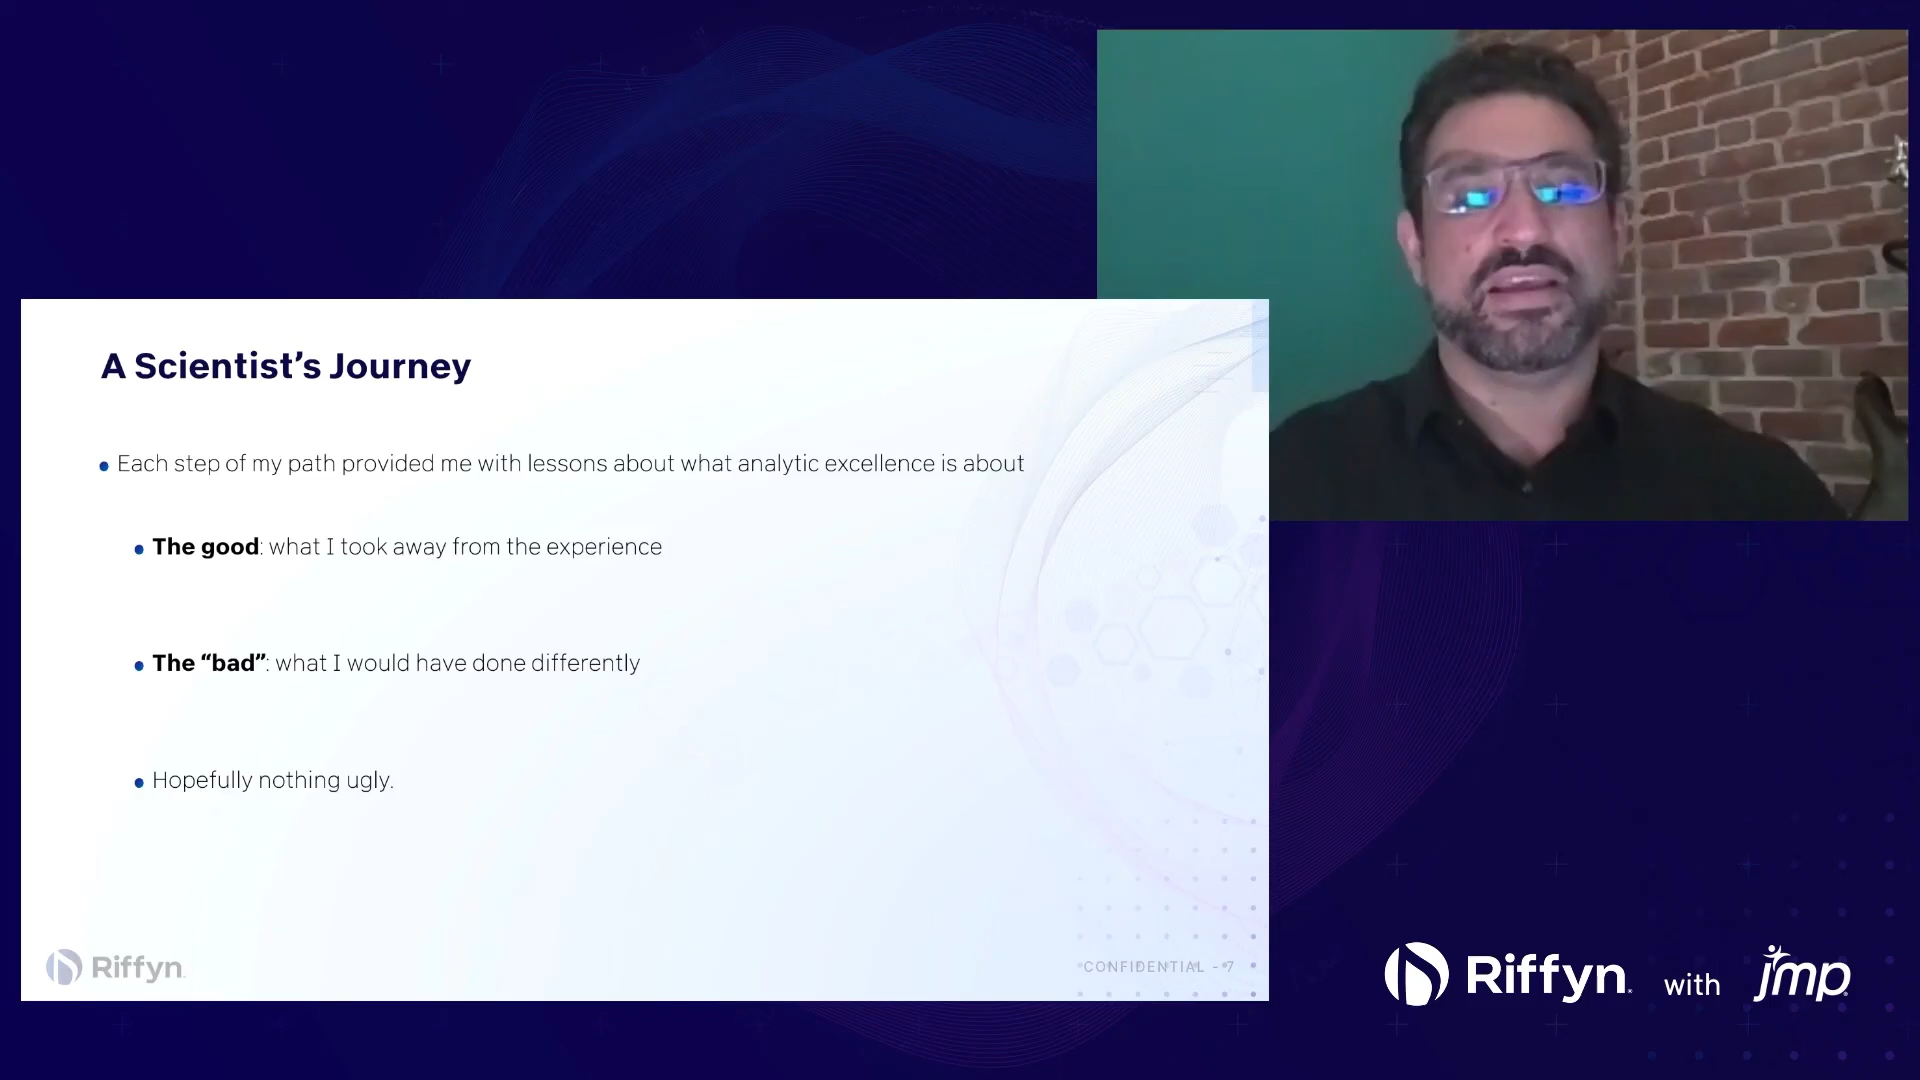 A Scientist’s Journey
Each step of my path provided me with lessons about what analytic excellence is about
The good: what I took away from the experience
The “bad”: what I would have done differently
Hopefully nothing ugly.
Riffyn
CONFIDENTIAL - 7
Riffyn with jmp